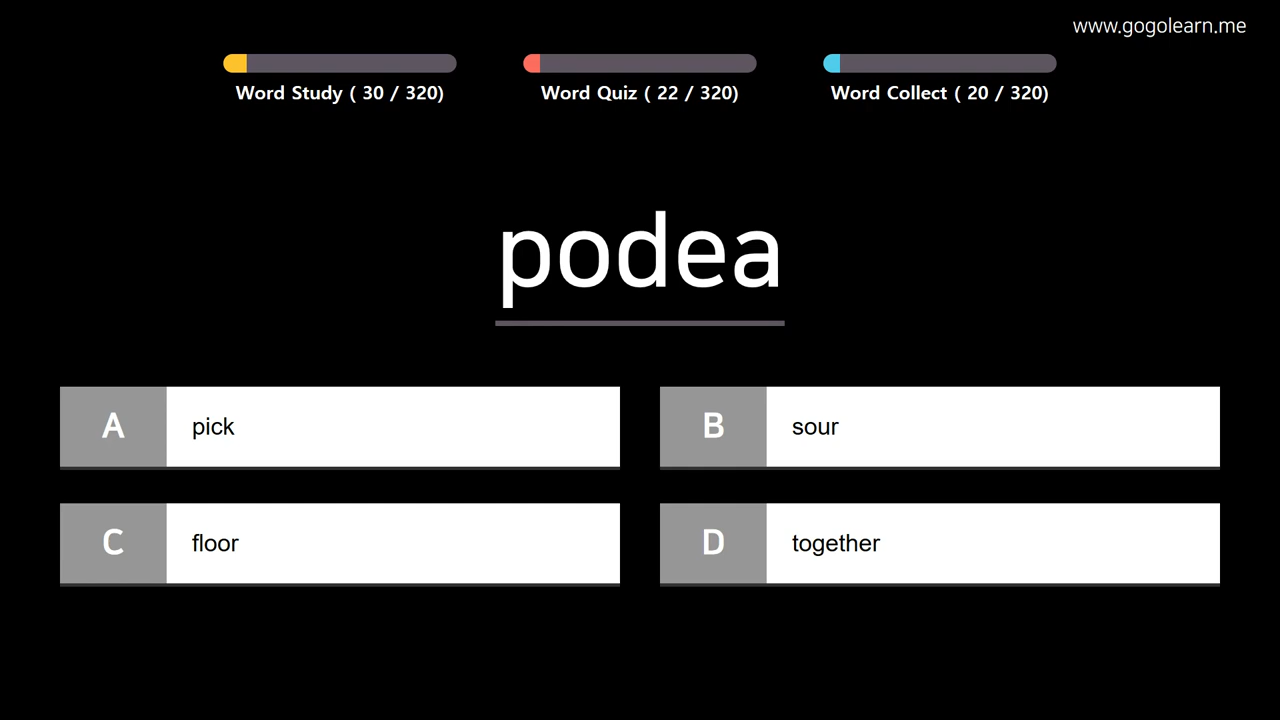 www.gogolearn.me
Word Study ( 30 / 320)
Word Quiz ( 22 / 320)
Word Collect ( 20 / 320)
podea
A pick
B sour
C floor
D together